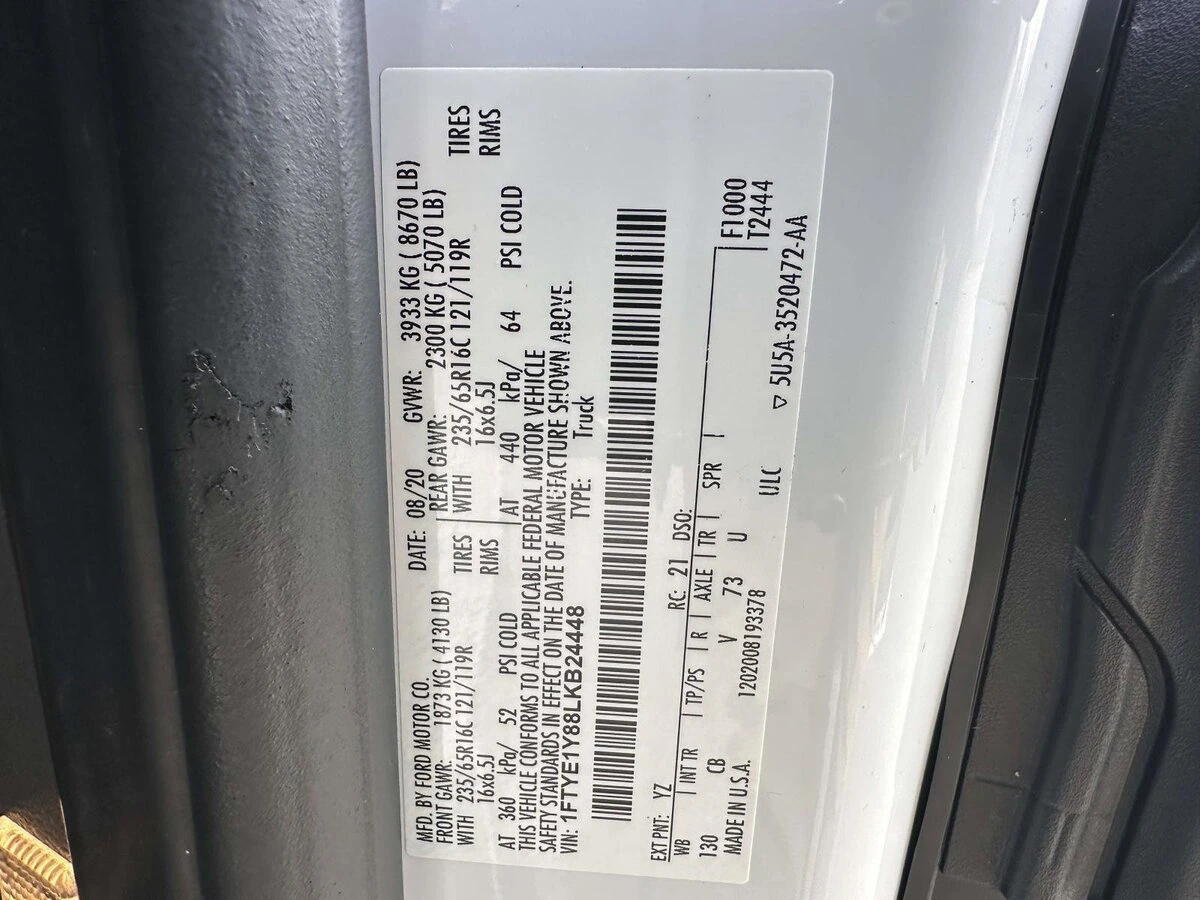 MFD. BY FORD MOTOR CO. DATE: 08/20 GVWR: 3933 KG ( 8670 LB)
FRONT GAWR: 1873 KG ( 4130 LB) REAR GAWR: 2300 KG ( 5070 LB)
WITH 235/65R16C 121/119R TIRES WITH 235/65R16C 121/119R TIRES
16x6.5J RIMS 16x6.5J RIMS
AT 360 kPa/ 52 PSI COLD AT 440 kPa/ 64 PSI COLD
THIS VEHICLE CONFORMS TO ALL APPLICABLE FEDERAL MOTOR VEHICLE
SAFETY STANDARDS IN EFFECT ON THE DATE OF MANUFACTURE SHOWN ABOVE.
VIN: 1FTYE1Y88LKB24448 TYPE: Truck
EXT PNT: YZ RC: 21 DSO:
WB INT TR TP/PS R AXLE TR SPR F1000
130 CB V 73 U T2444
MADE IN U.S.A. 1202008193378 ULC ▽ 5U5A-3520472-AA